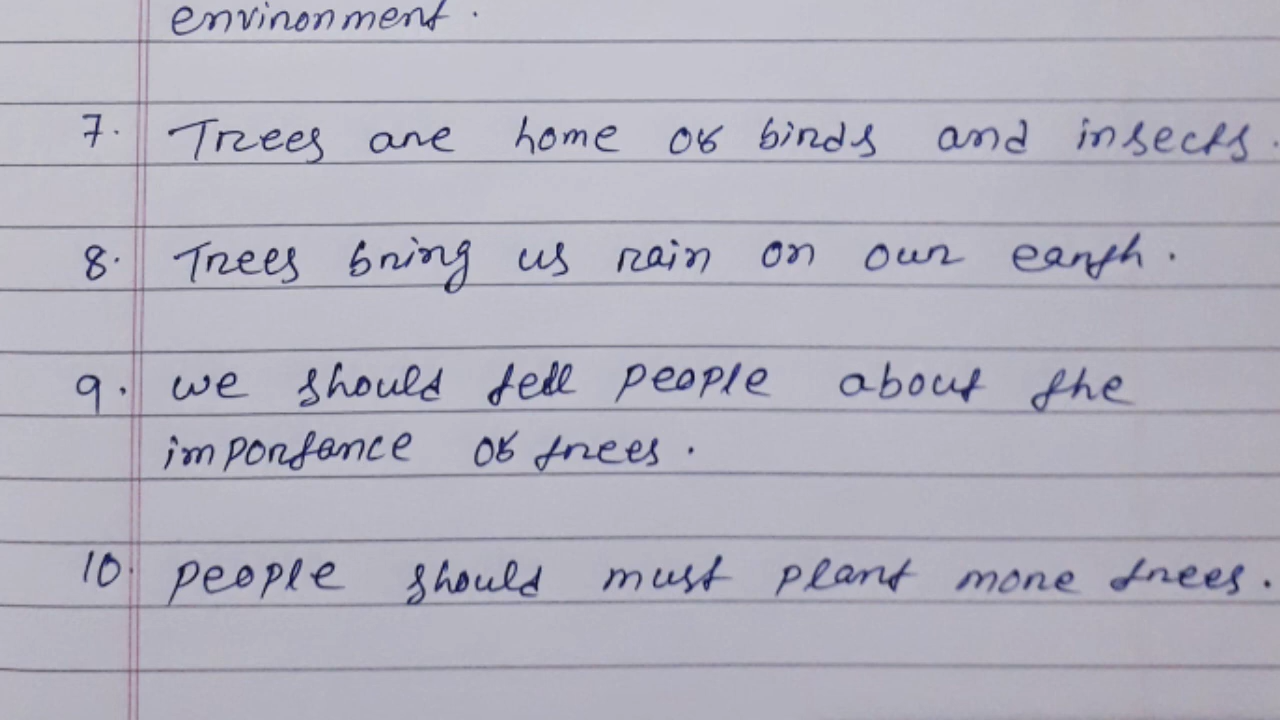 environment.
7. Trees are home of birds and insects.
8. Trees bring us rain on our earth.
9. we should tell people about the
importance of trees.
10. people should must plant more trees.